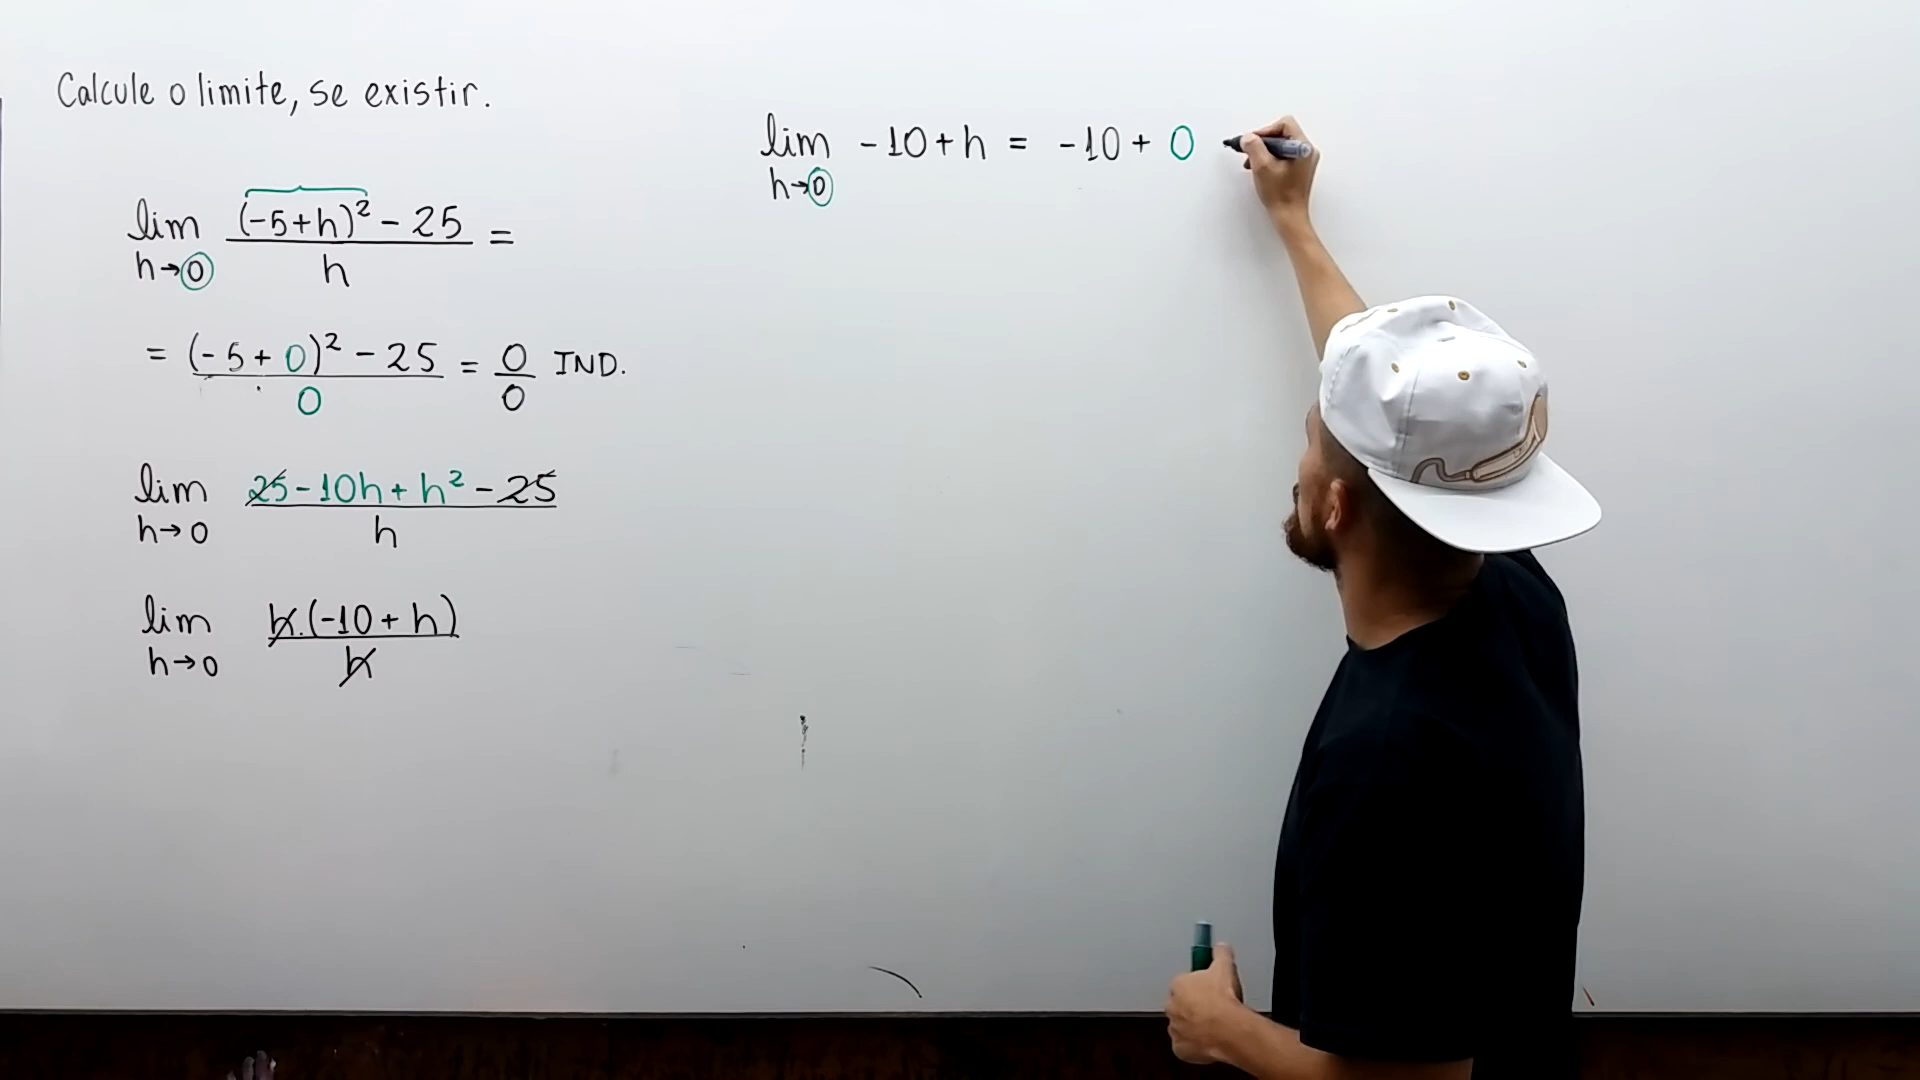 Calcule o limite, se existir.
lim h→0 (-5+h)² - 25 / h =
= (-5+0)² - 25 / 0 = 0/0 IND.
lim h→0 25-10h+h² - 25 / h
lim h→0 h.(-10+h) / h
lim h→0 -10+h = -10+0